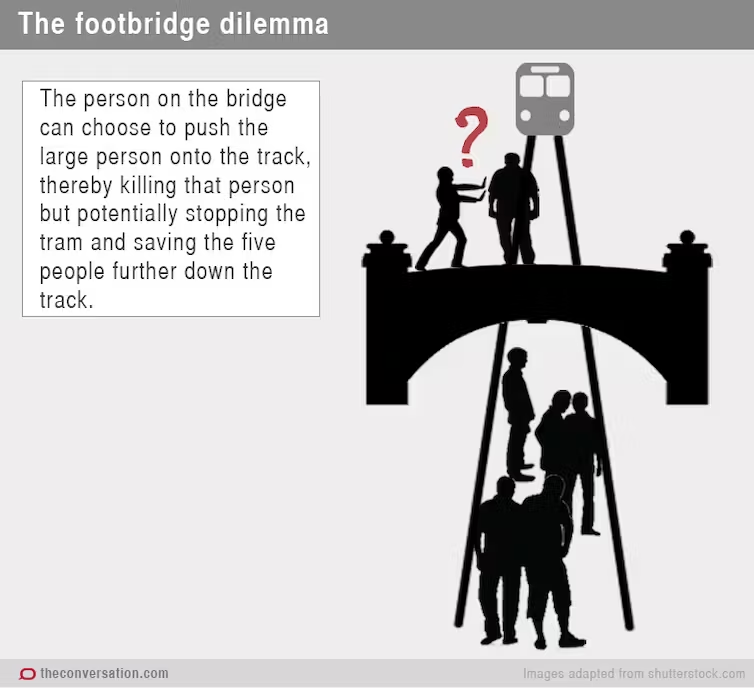 The footbridge dilemma
The person on the bridge
can choose to push the
large person onto the track,
thereby killing that person
but potentially stopping the
tram and saving the five
people further down the
track.
?
theconversation.com
Images adapted from shutterstock.com